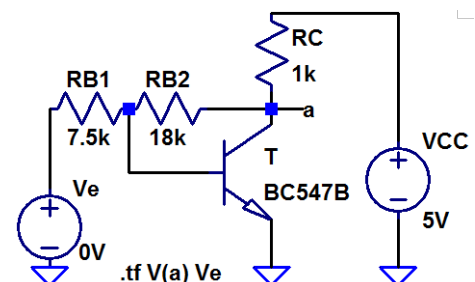 RC
1k
RB1
RB2
7.5k
18k
a
T
VCC
Ve
BC547B
5V
0V
.tf V(a) Ve